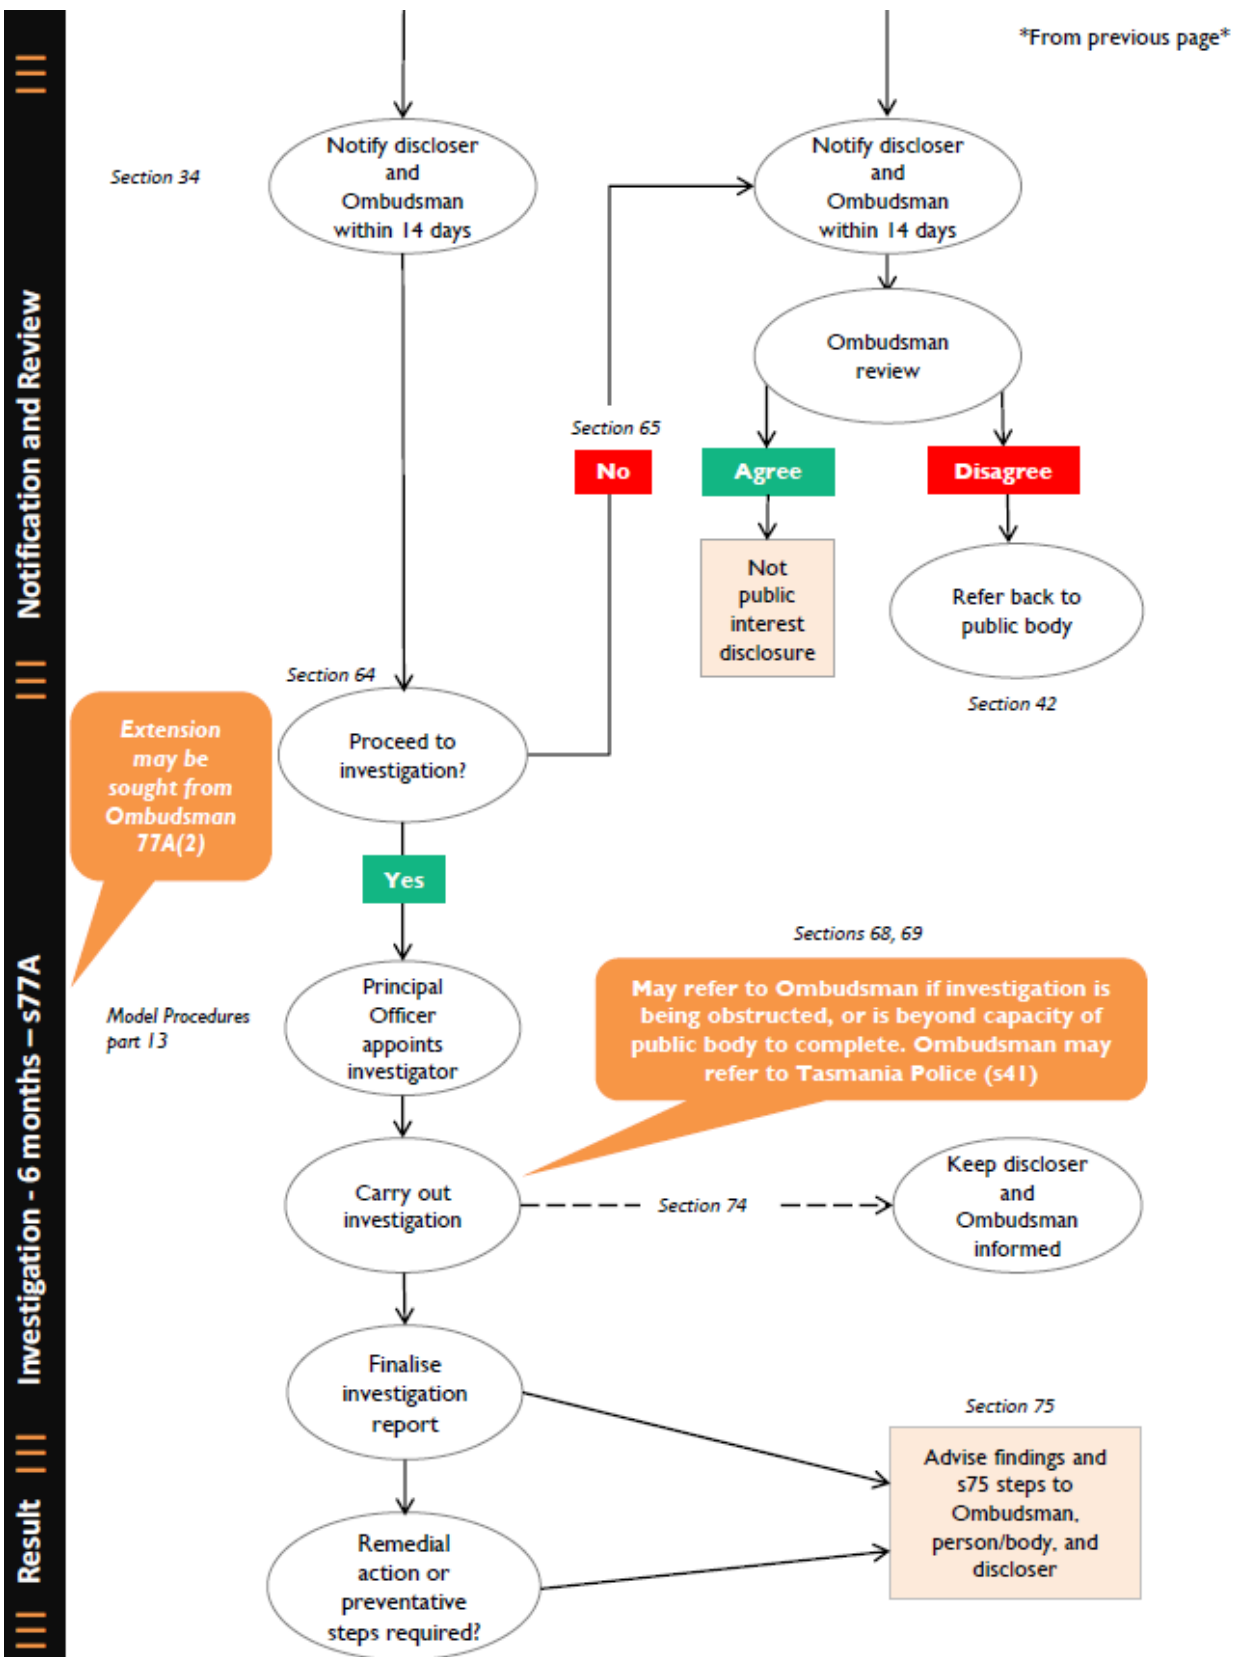 *From previous page*
Section 34
Notify discloser
and
Ombudsman
within 14 days
Notify discloser
and
Ombudsman
within 14 days
Notification and Review
Ombudsman
review
Section 65
No
Agree
Disagree
Not
public
interest
disclosure
Refer back to
public body
Section 42
Section 64
Proceed to
investigation?
Extension
may be
sought from
Ombudsman
77A(2)
Yes
Investigation - 6 months – s77A
Model Procedures
part 13
Principal
Officer
appoints
investigator
Sections 68, 69
May refer to Ombudsman if investigation is
being obstructed, or is beyond capacity of
public body to complete. Ombudsman may
refer to Tasmania Police (s41)
Carry out
investigation
Section 74
Keep discloser
and
Ombudsman
informed
Finalise
investigation
report
Section 75
Advise findings and
s75 steps to
Ombudsman,
person/body, and
discloser
Result
Remedial
action or
preventative
steps required?